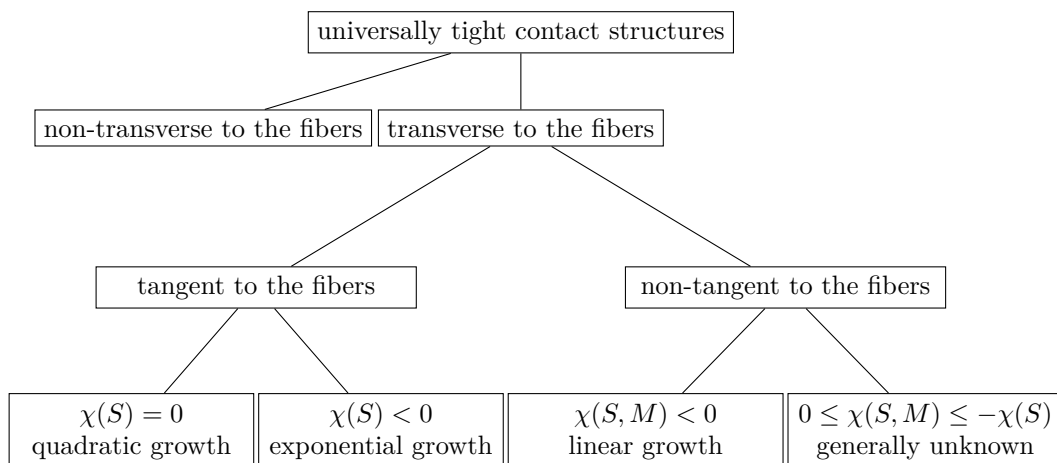 universally tight contact structures
non-transverse to the fibers
transverse to the fibers
tangent to the fibers
non-tangent to the fibers
χ(S) = 0
quadratic growth
χ(S) < 0
exponential growth
χ(S, M) < 0
linear growth
0 ≤ χ(S, M) ≤ −χ(S)
generally unknown